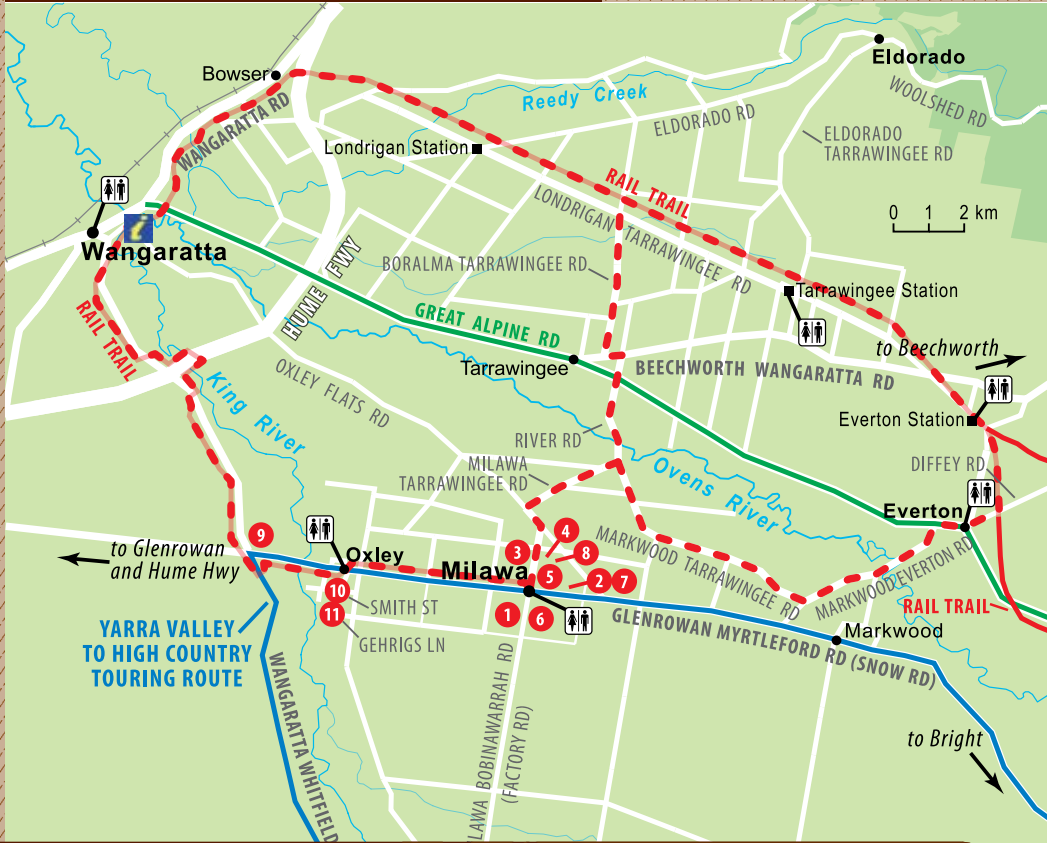 Eldorado
Bowser
WOOLSHED RD
Reedy Creek
WANGARATTA RD
ELDORADO RD
ELDORADO
TARRAWINGEE RD
Londrigan Station
RAIL TRAIL
LONDRIGAN TARRAWINGEE RD
0 1 2 km
i
Wangaratta
HUME FWY
BORALMA TARRAWINGEE RD
Tarrawingee Station
GREAT ALPINE RD
RAIL TRAIL
to Beechworth
Tarrawingee
BEECHWORTH WANGARATTA RD
OXLEY FLATS RD
King River
Everton Station
RIVER RD
MILAWA
TARRAWINGEE RD
DIFFEY RD
Ovens River
Everton
9
to Glenrowan
and Hume Hwy
Oxley
3
4
8
MARKWOOD TARRAWINGEE RD
MARKWOOD EVERTON RD
Milawa
5
2
7
10
SMITH ST
11
GEHRIGS LN
1
6
GLENROWAN MYRTLEFORD RD (SNOW RD)
RAIL TRAIL
Markwood
YARRA VALLEY
TO HIGH COUNTRY
TOURING ROUTE
WANGARATTA WHITFIELD
LAWA BOBINAWARRAH RD
(FACTORY RD)
to Bright